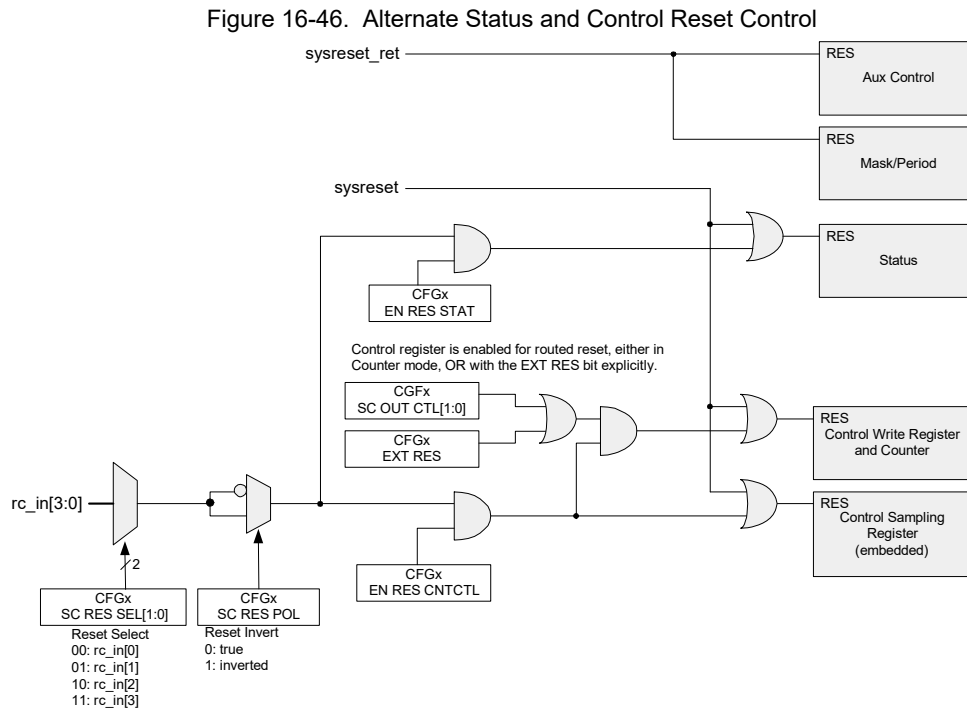 Figure 16-46.  Alternate Status and Control Reset Control
sysreset_ret
RES
Aux Control
RES
Mask/Period
sysreset
RES
Status
CFGx
EN RES STAT
Control register is enabled for routed reset, either in
Counter mode, OR with the EXT RES bit explicitly.
CGFx
SC OUT CTL[1:0]
CFGx
EXT RES
RES
Control Write Register
and Counter
rc_in[3:0]
RES
Control Sampling
Register
(embedded)
2
CFGx
EN RES CNTCTL
CFGx
SC RES SEL[1:0]
Reset Select
00: rc_in[0]
01: rc_in[1]
10: rc_in[2]
11: rc_in[3]
CFGx
SC RES POL
Reset Invert
0: true
1: inverted